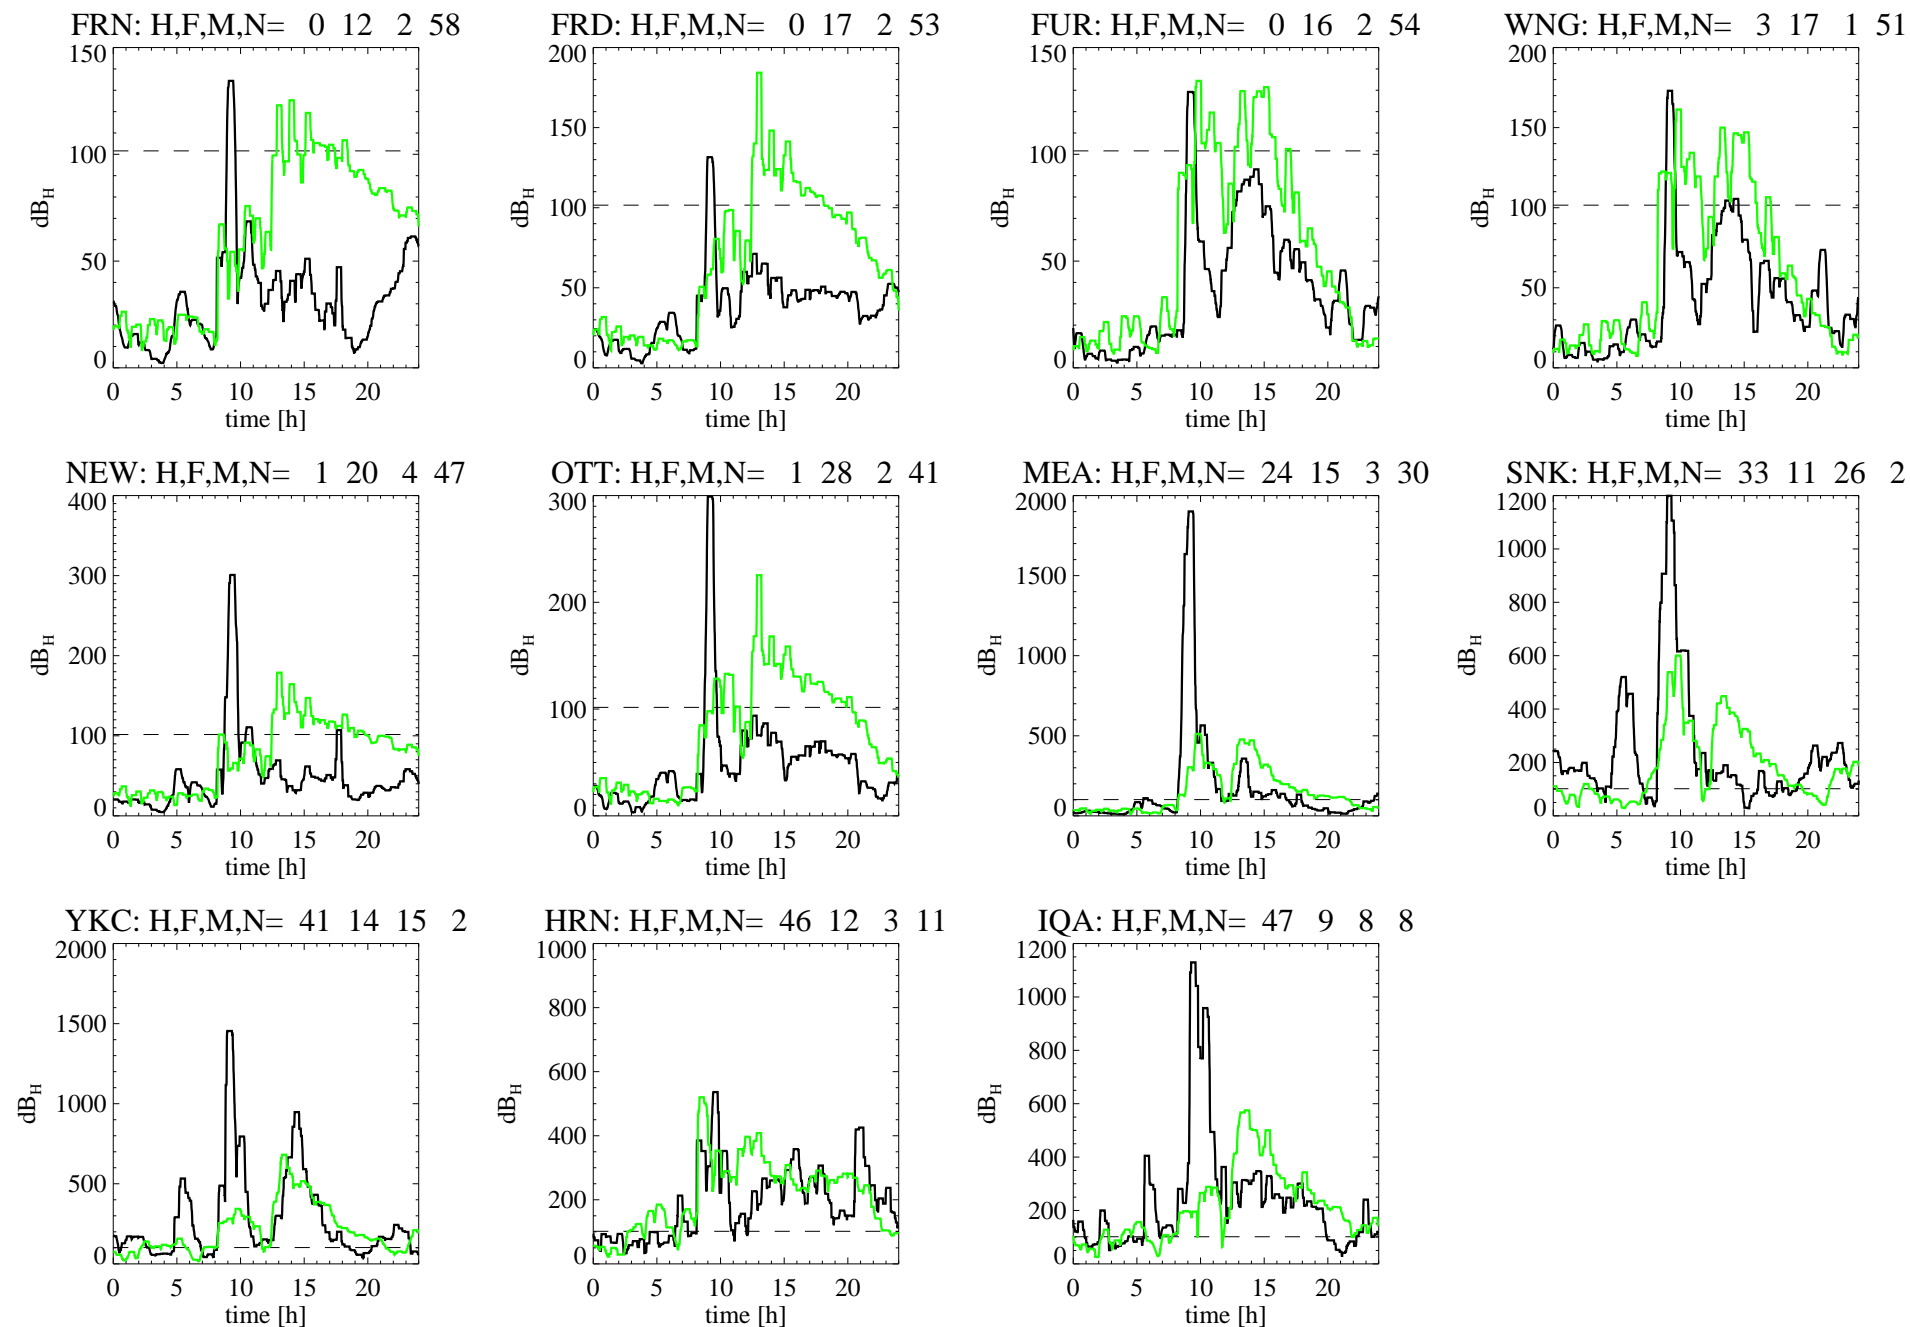 FRN: H,F,M,N= 0 12 2 58
150
100
50
0
dB_H
0 5 10 15 20
time [h]
FRD: H,F,M,N= 0 17 2 53
200
150
100
50
0
dB_H
0 5 10 15 20
time [h]
FUR: H,F,M,N= 0 16 2 54
150
100
50
0
dB_H
0 5 10 15 20
time [h]
WNG: H,F,M,N= 3 17 1 51
200
150
100
50
0
dB_H
0 5 10 15 20
time [h]
NEW: H,F,M,N= 1 20 4 47
400
300
200
100
0
dB_H
0 5 10 15 20
time [h]
OTT: H,F,M,N= 1 28 2 41
300
200
100
0
dB_H
0 5 10 15 20
time [h]
MEA: H,F,M,N= 24 15 3 30
2000
1500
1000
500
0
dB_H
0 5 10 15 20
time [h]
SNK: H,F,M,N= 33 11 26 2
1200
1000
800
600
400
200
0
dB_H
0 5 10 15 20
time [h]
YKC: H,F,M,N= 41 14 15 2
2000
1500
1000
500
0
dB_H
0 5 10 15 20
time [h]
HRN: H,F,M,N= 46 12 3 11
1000
800
600
400
200
0
dB_H
0 5 10 15 20
time [h]
IQA: H,F,M,N= 47 9 8 8
1200
1000
800
600
400
200
0
dB_H
0 5 10 15 20
time [h]